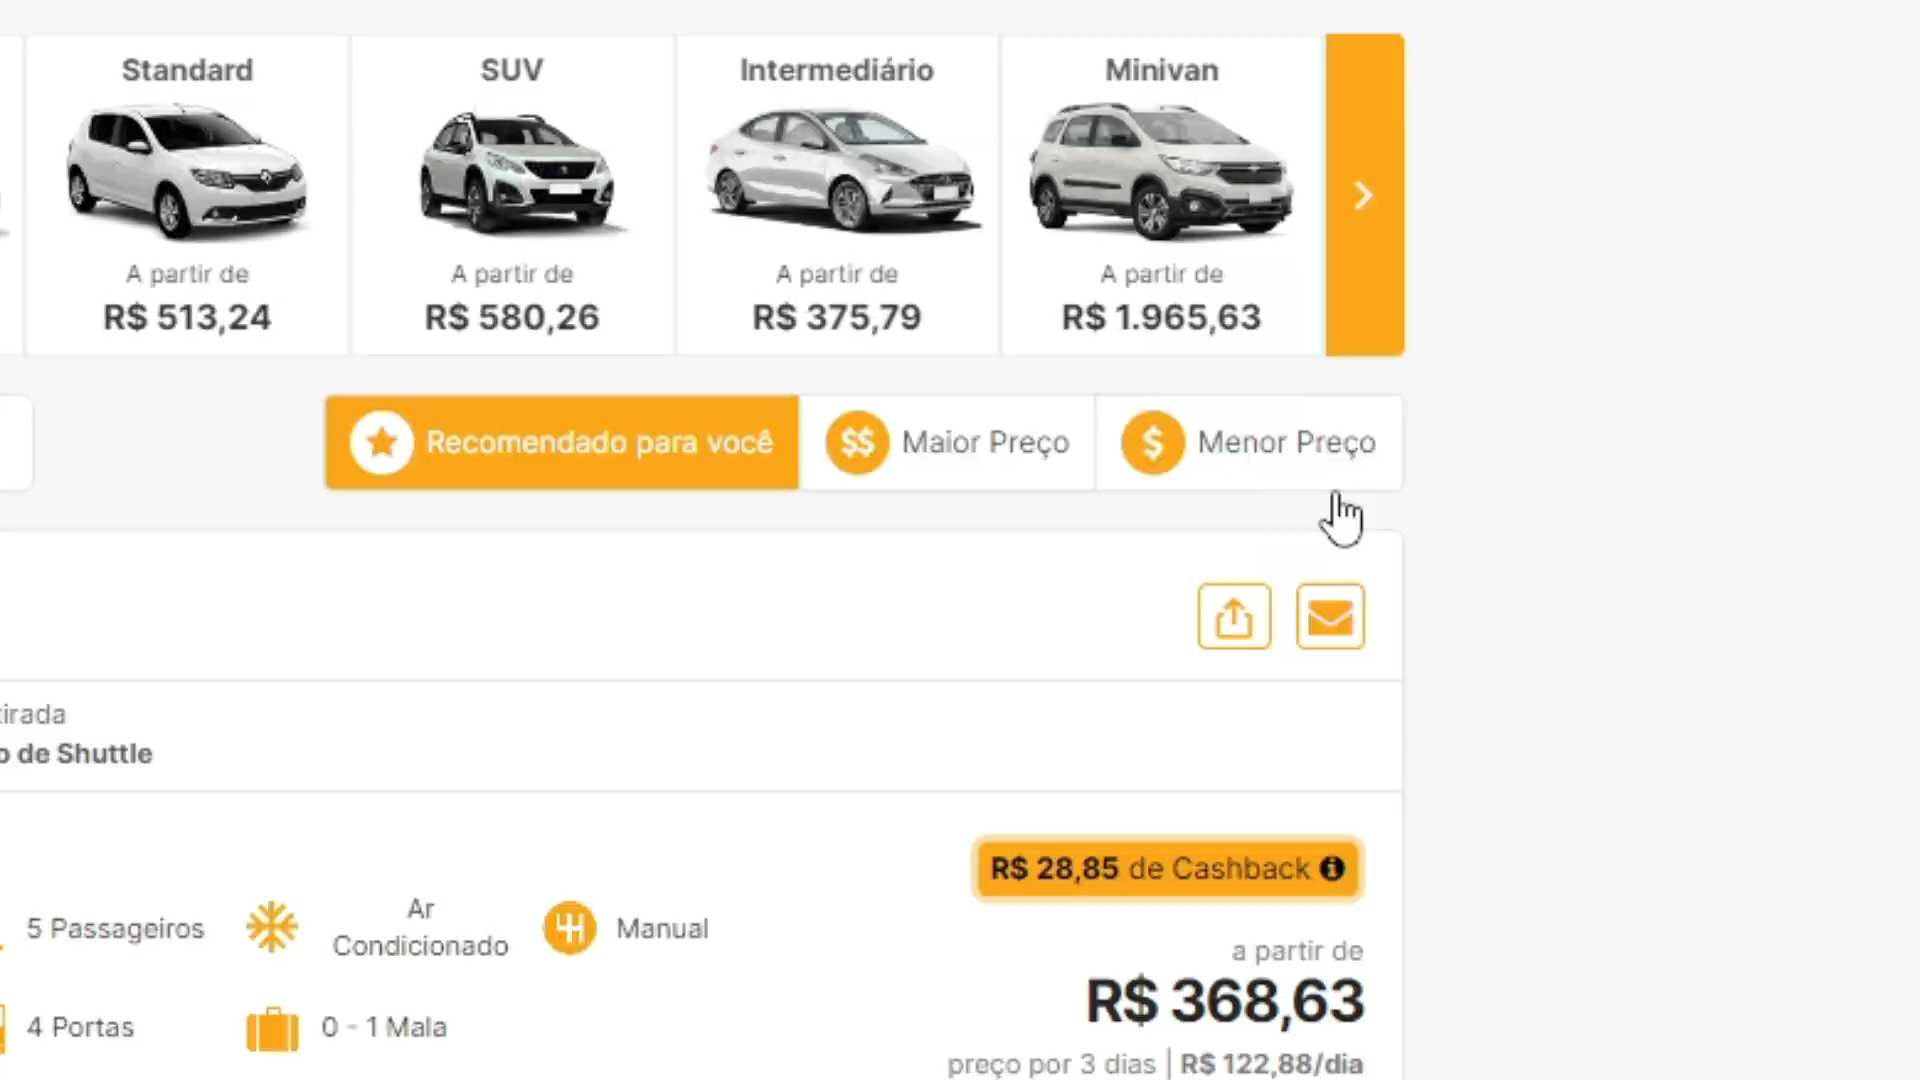 Standard
A partir de
R$ 513,24
SUV
A partir de
R$ 580,26
Intermediário
A partir de
R$ 375,79
Minivan
A partir de
R$ 1.965,63
Recomendado para você
$$ Maior Preço
$ Menor Preço
tirada
o de Shuttle
R$ 28,85 de Cashback
5 Passageiros
Ar
Condicionado
Manual
4 Portas
0 - 1 Mala
a partir de
R$ 368,63
preço por 3 dias | R$ 122,88/dia